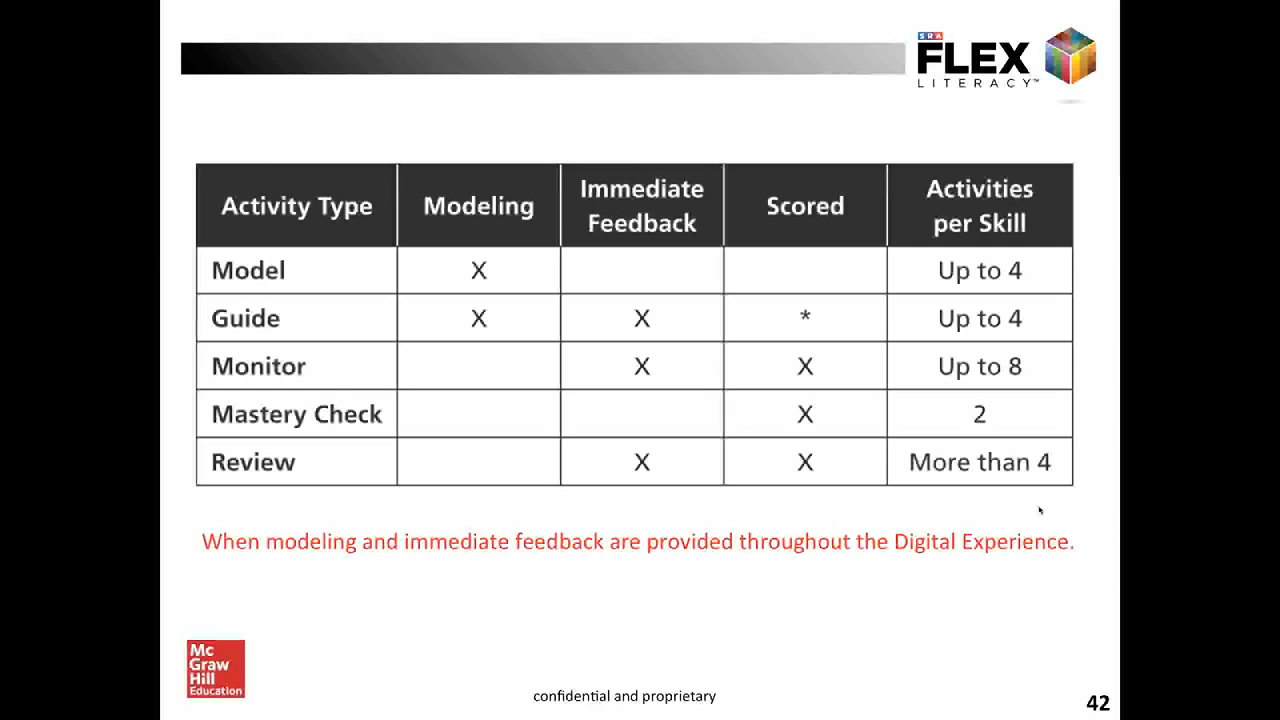 SRA
FLEX
LITERACY™
Activity Type Modeling Immediate Feedback Scored Activities per Skill
Model X Up to 4
Guide X X * Up to 4
Monitor X X Up to 8
Mastery Check X 2
Review X X More than 4
When modeling and immediate feedback are provided throughout the Digital Experience.
Mc
Graw
Hill
Education
confidential and proprietary
42